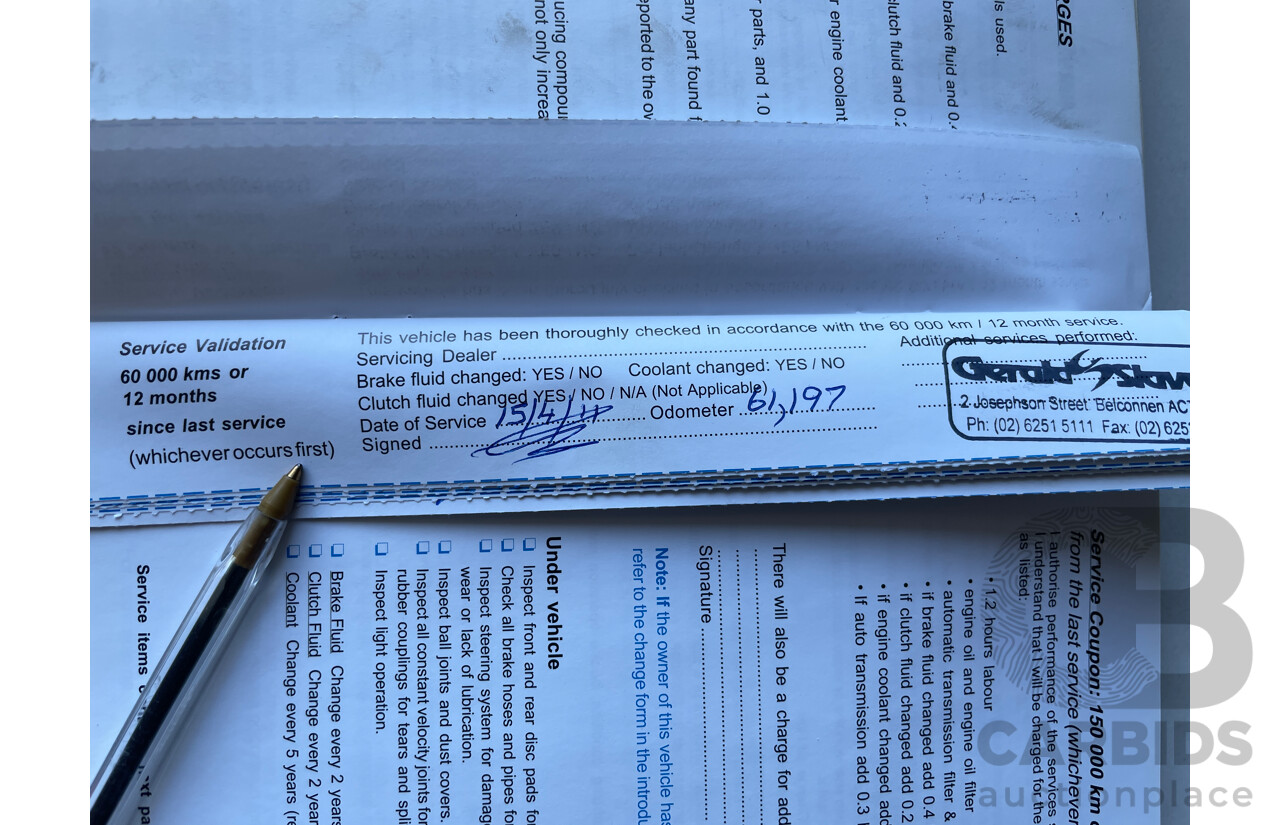 RGES
ls used.
brake fluid and 0.4
clutch fluid and 0.2
r engine coolant
r parts, and 1.0
any part found f
eported to the ow
ucing compou
not only increa
Service Validation
60 000 kms or
12 months
since last service
(whichever occurs first)
This vehicle has been thoroughly checked in accordance with the 60 000 km / 12 month service.
Servicing Dealer
Brake fluid changed: YES / NO Coolant changed: YES / NO
Clutch fluid changed YES / NO / N/A (Not Applicable)
Date of Service 15/4/11 Odometer 61,197
Signed
Additional services performed:
Gerald Slav
2 Josephson Street Belconnen ACT
Ph: (02) 6251 5111 Fax: (02) 625
Service Coupon: 150 000 km
from the last service (whichever
I authorise performance of the services
I understand that I will be charged for the
as listed:
• 1.2 hours labour
• engine oil and engine oil filter
• automatic transmission filter &
• if brake fluid changed add 0.4
• if clutch fluid changed add 0.2
• if engine coolant changed add
• If auto transmission add 0.3
There will also be a charge for add
Signature
Note: If the owner of this vehicle has
refer to the change form in the introdu
Under vehicle
Inspect front and rear disc pads fo
Check all brake hoses and pipes fo
Inspect steering system for damage
wear or lack of lubrication.
Inspect ball joints and dust covers.
Inspect all constant velocity joints for
rubber couplings for tears and spli
Inspect light operation.
Brake Fluid Change every 2 years
Clutch Fluid Change every 2 year
Coolant Change every 5 years (re
Service items
ext pa
CARBIDS
auctionplace